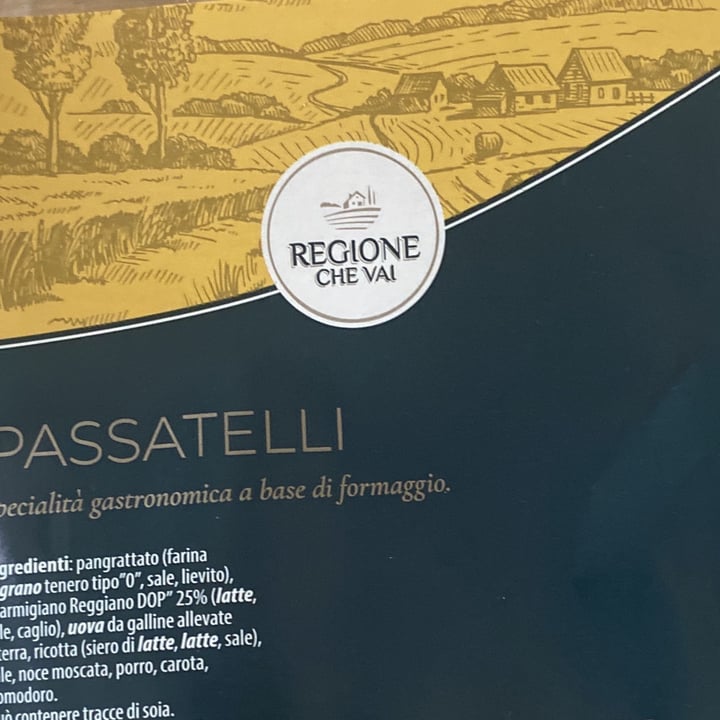 REGIONE
CHE VAI
PASSATELLI
pecialità gastronomica a base di formaggio.
gredienti: pangrattato (farina
grano tenero tipo"0", sale, lievito),
armigiano Reggiano DOP" 25% (latte,
le, caglio), uova da galline allevate
terra, ricotta (siero di latte, latte, sale),
le, noce moscata, porro, carota,
omodoro.
uò contenere tracce di soia.